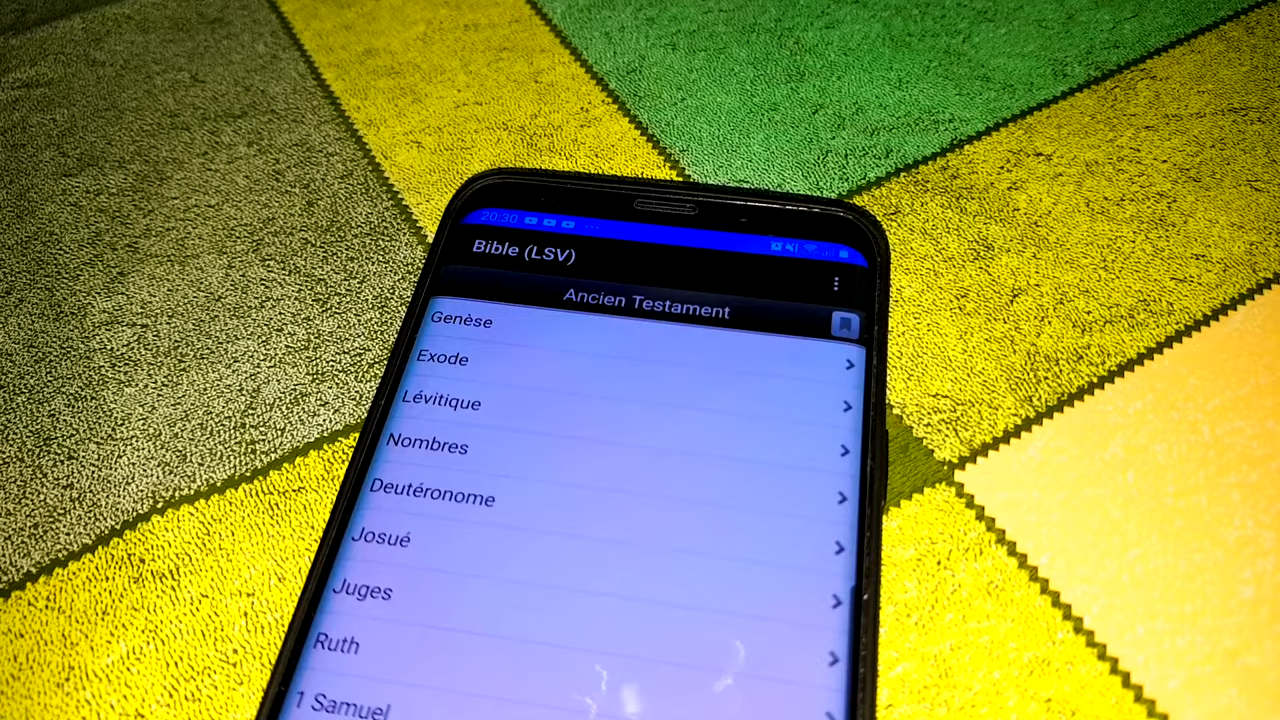 20:30
Bible (LSV)
Ancien Testament
Genèse
Exode
Lévitique
Nombres
Deutéronome
Josué
Juges
Ruth
1 Samuel